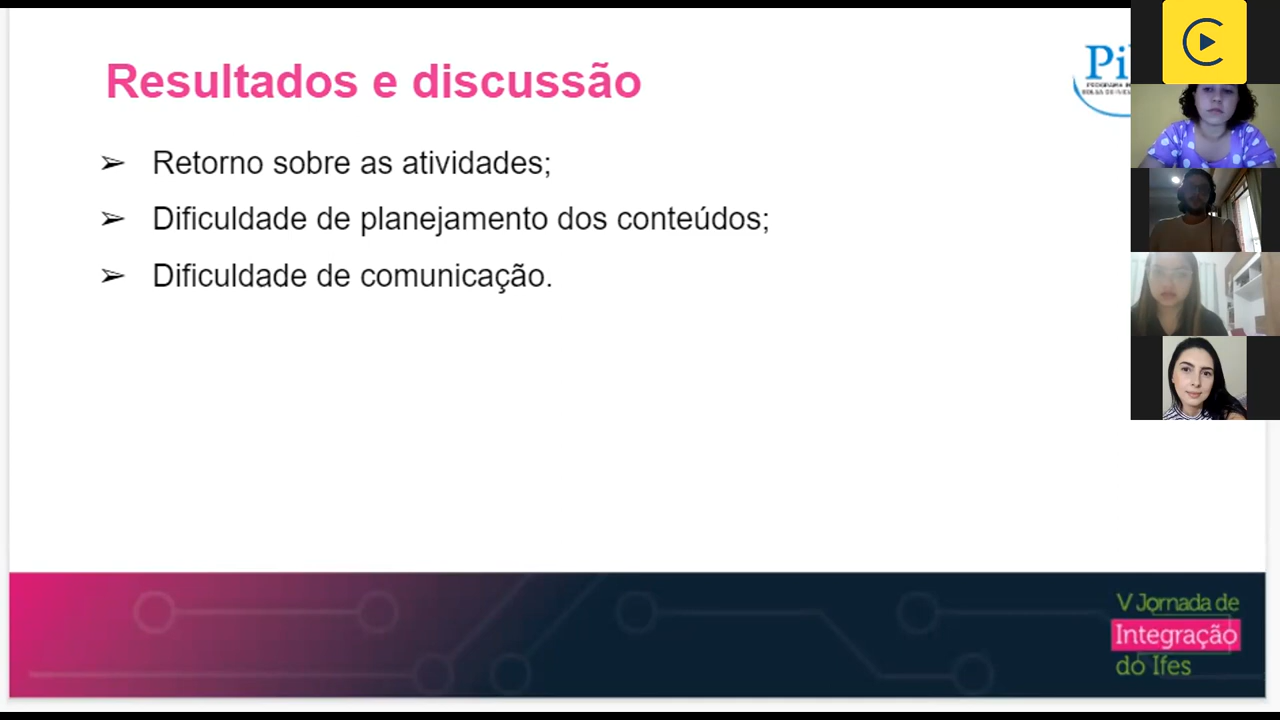 Resultados e discussão
➢ Retorno sobre as atividades;
➢ Dificuldade de planejamento dos conteúdos;
➢ Dificuldade de comunicação.
V Jornada de
Integração
do Ifes